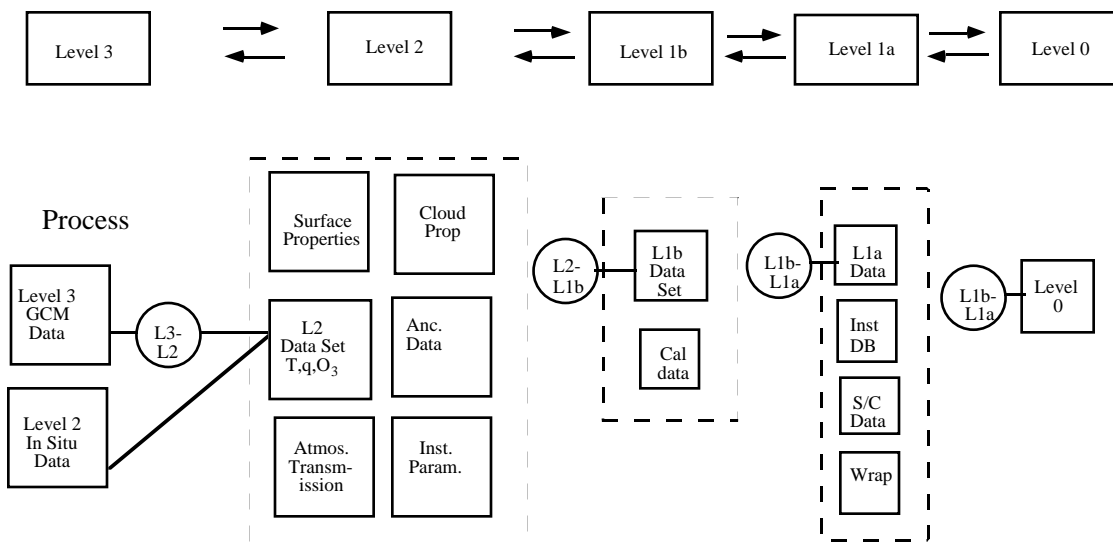 Level 3
Level 2
Level 1b
Level 1a
Level 0
Process
Surface
Properties
Cloud
Prop
L2-
L1b
L1b
Data
Set
L1b-
L1a
L1a
Data
L1b-
L1a
Level
0
Level 3
GCM
Data
L3-
L2
L2
Data Set
T,q,O3
Anc.
Data
Cal
data
Inst
DB
S/C
Data
Level 2
In Situ
Data
Atmos.
Transm-
ission
Inst.
Param.
Wrap